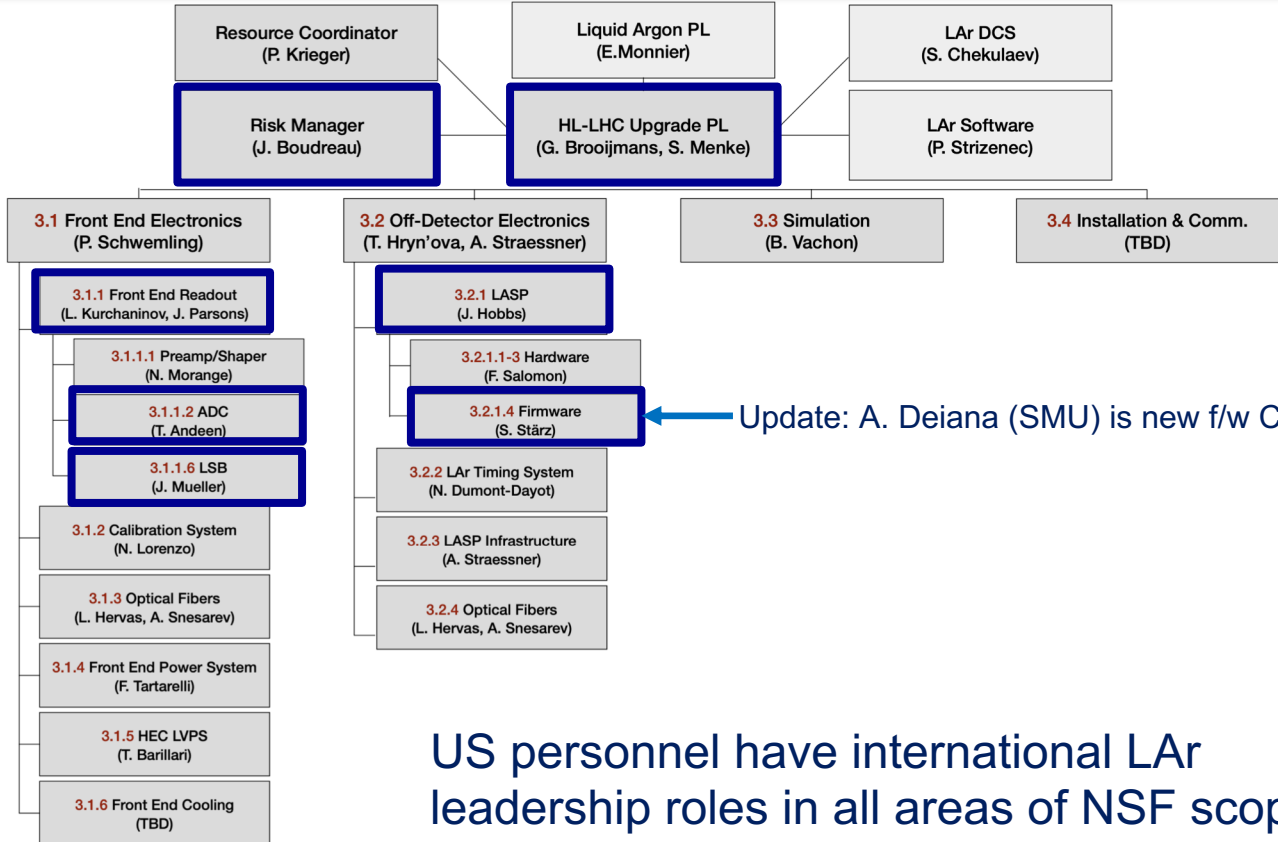 Resource Coordinator
(P. Krieger)
Liquid Argon PL
(E.Monnier)
LAr DCS
(S. Chekulaev)
Risk Manager
(J. Boudreau)
HL-LHC Upgrade PL
(G. Brooijmans, S. Menke)
LAr Software
(P. Strizenec)
3.1 Front End Electronics
(P. Schwemling)
3.2 Off-Detector Electronics
(T. Hryn'ova, A. Straessner)
3.3 Simulation
(B. Vachon)
3.4 Installation & Comm.
(TBD)
3.1.1 Front End Readout
(L. Kurchaninov, J. Parsons)
3.1.1.1 Preamp/Shaper
(N. Morange)
3.1.1.2 ADC
(T. Andeen)
3.1.1.6 LSB
(J. Mueller)
3.1.2 Calibration System
(N. Lorenzo)
3.1.3 Optical Fibers
(L. Hervas, A. Snesarev)
3.1.4 Front End Power System
(F. Tartarelli)
3.1.5 HEC LVPS
(T. Barillari)
3.1.6 Front End Cooling
(TBD)
3.2.1 LASP
(J. Hobbs)
3.2.1.1-3 Hardware
(F. Salomon)
3.2.1.4 Firmware
(S. Stärz)
Update: A. Deiana (SMU) is new f/w
3.2.2 LAr Timing System
(N. Dumont-Dayot)
3.2.3 LASP Infrastructure
(A. Straessner)
3.2.4 Optical Fibers
(L. Hervas, A. Snesarev)
US personnel have international LAr
leadership roles in all areas of NSF scop